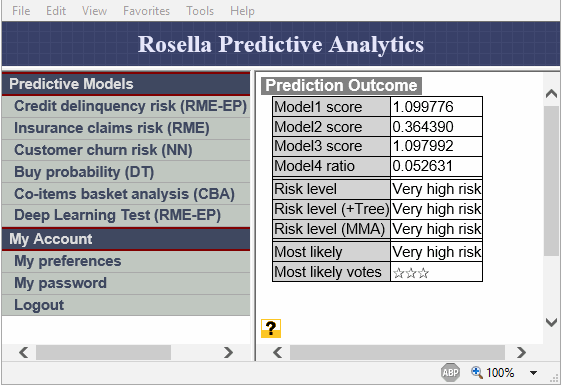 File Edit View Favorites Tools Help
Rosella Predictive Analytics
Predictive Models
Credit delinquency risk (RME-EP)
Insurance claims risk (RME)
Customer churn risk (NN)
Buy probability (DT)
Co-items basket analysis (CBA)
Deep Learning Test (RME-EP)
My Account
My preferences
My password
Logout
Prediction Outcome
Model1 score 1.099776
Model2 score 0.364390
Model3 score 1.097992
Model4 ratio 0.052631
Risk level Very high risk
Risk level (+Tree) Very high risk
Risk level (MMA) Very high risk
Most likely Very high risk
Most likely votes ☆☆☆
?
ABP 100%